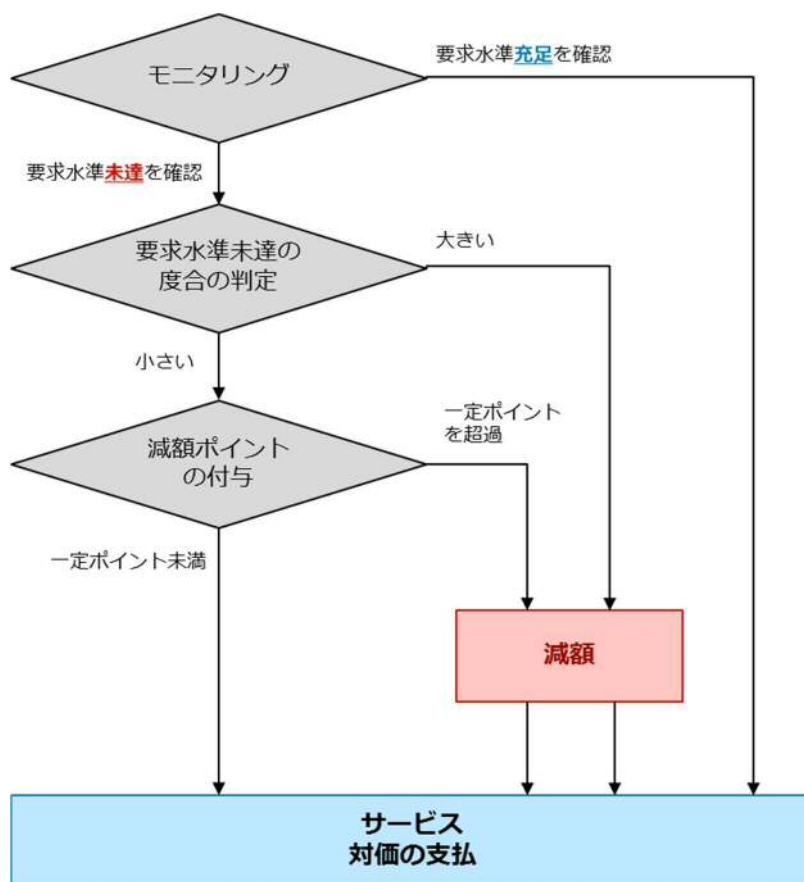 モニタリング
要求水準充足を確認
要求水準未達を確認
要求水準未達の
度合の判定
大きい
小さい
減額ポイント
の付与
一定ポイント
を超過
一定ポイント未満
減額
サービス
対価の支払